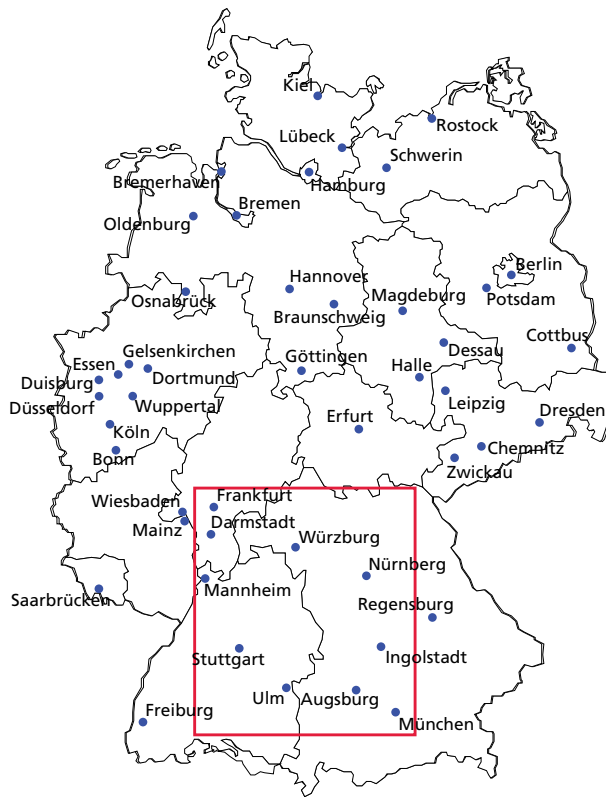 Kiel
Rostock
Lübeck
Schwerin
Bremerhaven
Hamburg
Bremen
Oldenburg
Berlin
Hannover
Osnabrück
Magdeburg
Potsdam
Braunschweig
Cottbus
Gelsenkirchen
Dessau
Essen
Göttingen
Halle
Duisburg
Dortmund
Leipzig
Düsseldorf
Wuppertal
Dresden
Erfurt
Köln
Chemnitz
Bonn
Zwickau
Frankfurt
Wiesbaden
Darmstadt
Mainz
Würzburg
Nürnberg
Mannheim
Saarbrücken
Regensburg
Stuttgart
Ingolstadt
Ulm
Augsburg
Freiburg
München